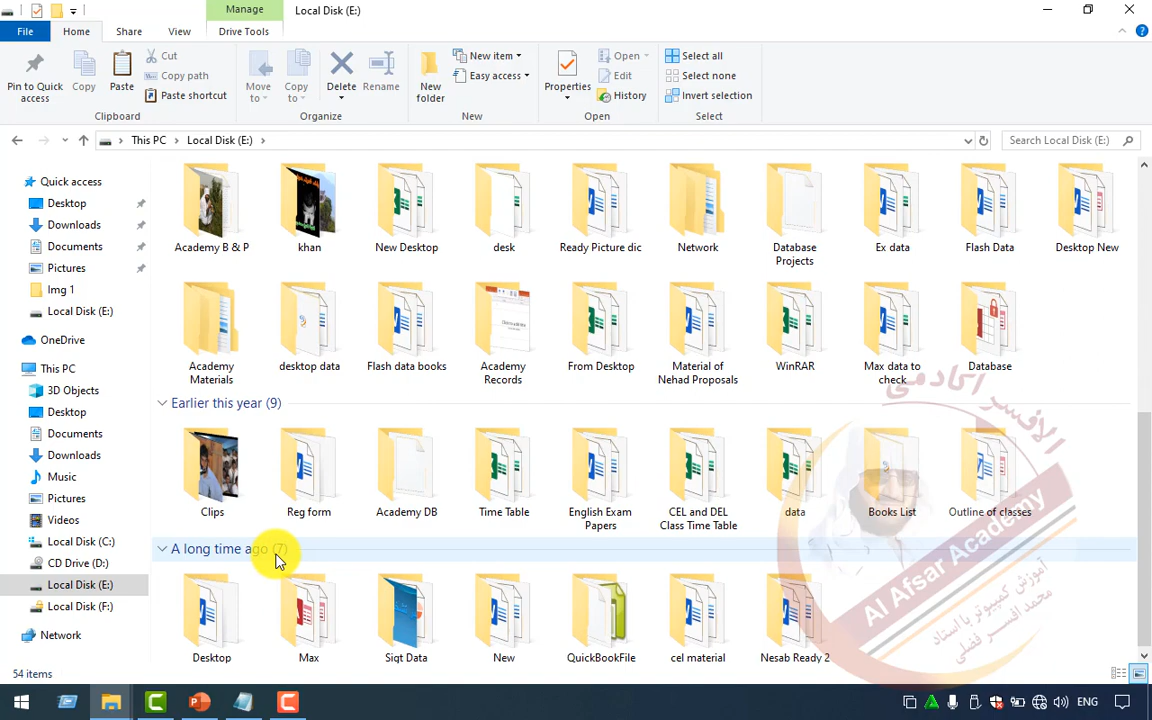 Manage
Local Disk (E:)
File
Home
Share
View
Drive Tools
Pin to Quick access
Copy
Paste
Cut
Copy path
Paste shortcut
Clipboard
Move to
Copy to
Delete
Rename
Organize
New folder
New item
Easy access
New
Properties
Open
Edit
History
Open
Select all
Select none
Invert selection
Select
This PC
Local Disk (E:)
Search Local Disk (E:)
Quick access
Desktop
Downloads
Documents
Pictures
Img 1
Local Disk (E:)
OneDrive
This PC
3D Objects
Desktop
Documents
Downloads
Music
Pictures
Videos
Local Disk (C:)
CD Drive (D:)
Local Disk (E:)
Local Disk (F:)
Network
Academy B & P
khan
New Desktop
desk
Ready Picture dic
Network
Database Projects
Ex data
Flash Data
Desktop New
Academy Materials
desktop data
Flash data books
Academy Records
From Desktop
Material of Nehad Proposals
WinRAR
Max data to check
Database
Earlier this year (9)
Clips
Reg form
Academy DB
Time Table
English Exam Papers
CEL and DEL Class Time Table
data
Books List
Outline of classes
A long time ago (7)
Desktop
Max
Siqt Data
New
QuickBookFile
cel material
Nesab Ready 2
الافسر اکادمی
Al Afsar Academy
آموزش کمپیوتر با استاد
محمد افسر فضلی
54 items
ENG